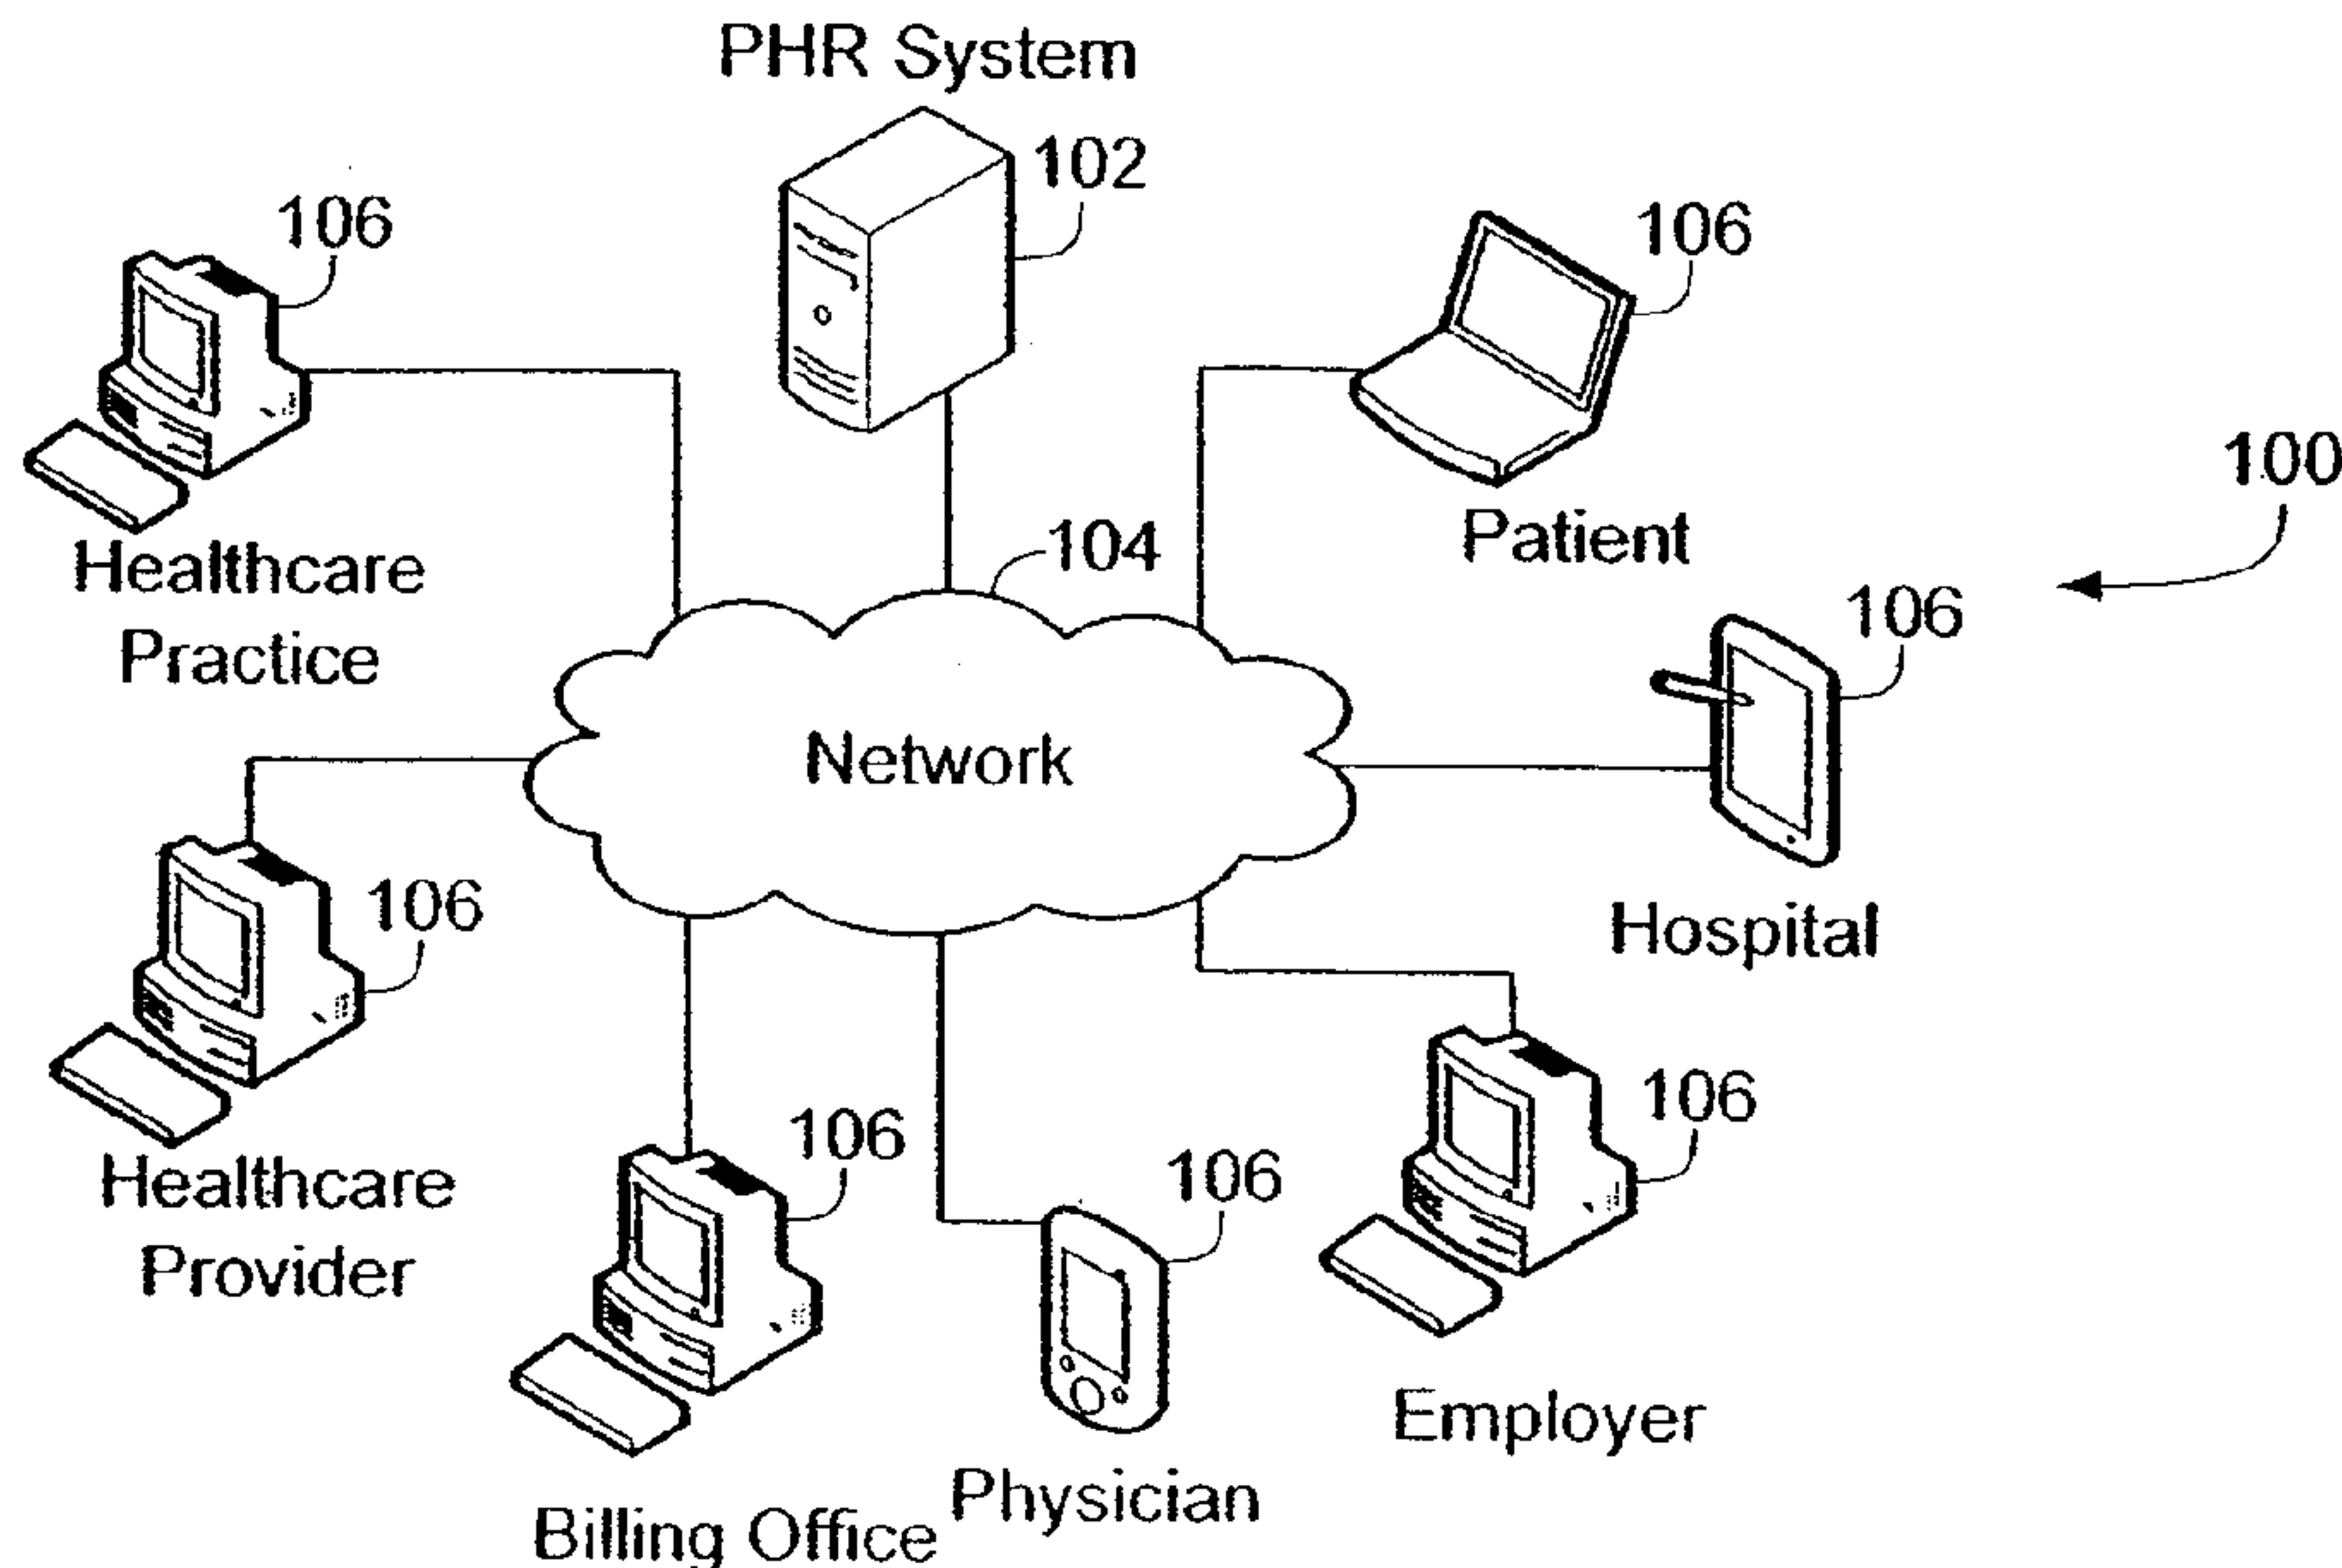 PHR System
102
106
106
100
Healthcare
Practice
104
Patient
106
Network
106
Hospital
Healthcare
Provider
106
106
106
Employer
Physician
Billing Office